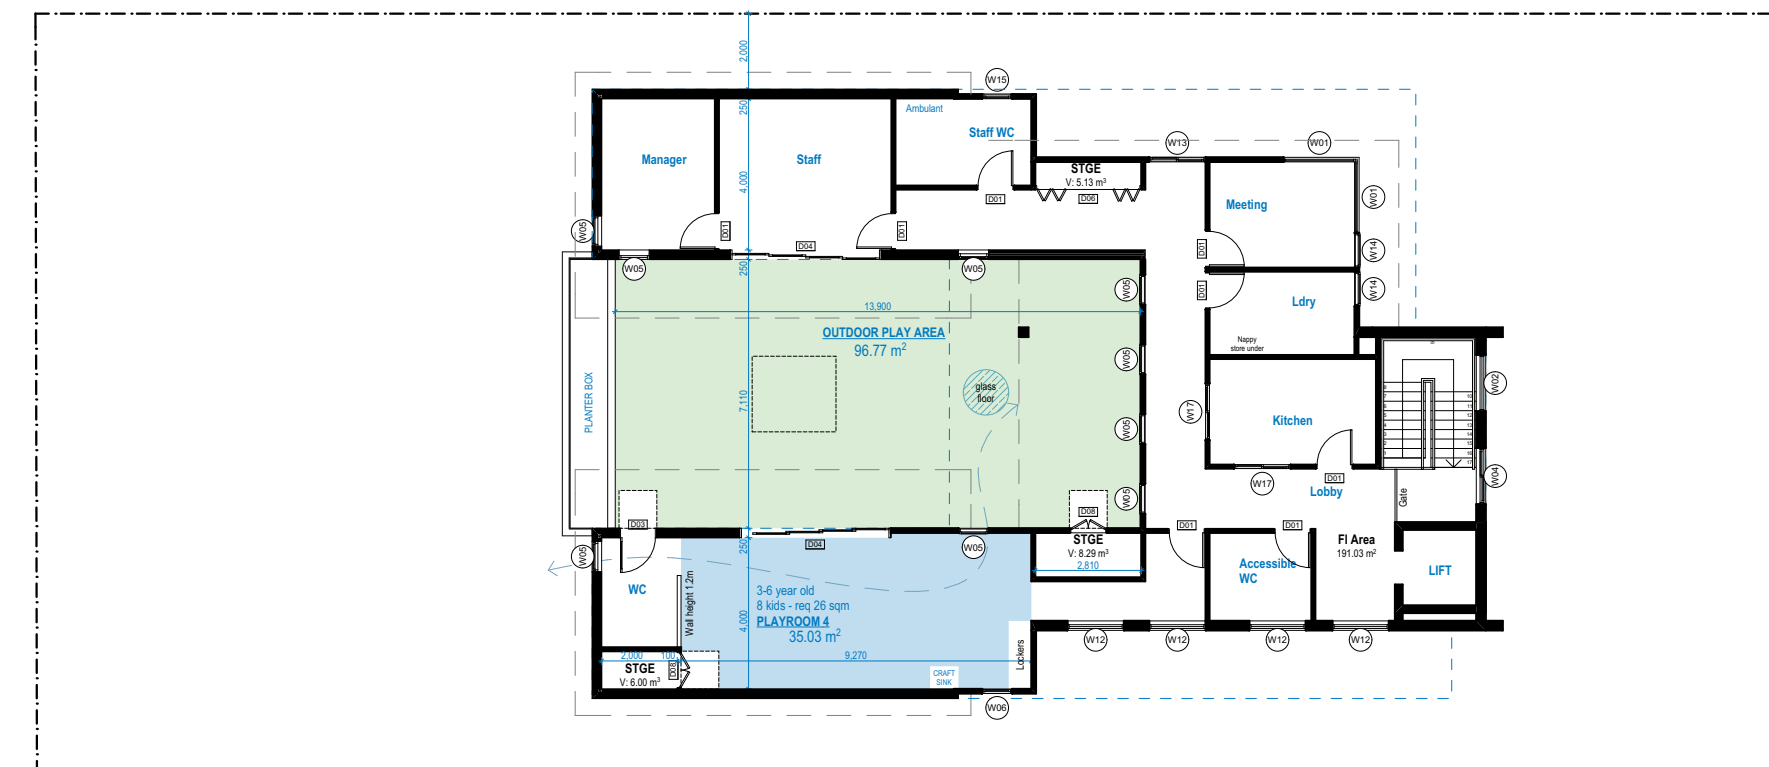 2,000
W15
250
Ambulant
Staff WC
Manager
Staff
W13
W01
STGE
V: 5.13 m³
4,000
D01
D06
W01
Meeting
W05
D01
D01
D04
D01
W14
W05
250
W05
W05
D01
W14
Ldry
13,900
OUTDOOR PLAY AREA
96.77 m²
Nappy
store under
W05
W02
glass
floor
PLANTER BOX
7,110
W17
Kitchen
W05
W17
D01
W04
Lobby
Gate
W05
D08
D03
D01
D01
W05
250
D04
W05
STGE
V: 8.29 m³
2,810
FI Area
191.03 m²
Accessible
WC
LIFT
WC
Wall height 1.2m
3-6 year old
8 kids - req 26 sqm
PLAYROOM 4
35.03 m²
4,000
W12
W12
W12
W12
Lockers
2,000
100
9,270
STGE
V: 6.00 m³
D08
CRAFT
SINK
W06